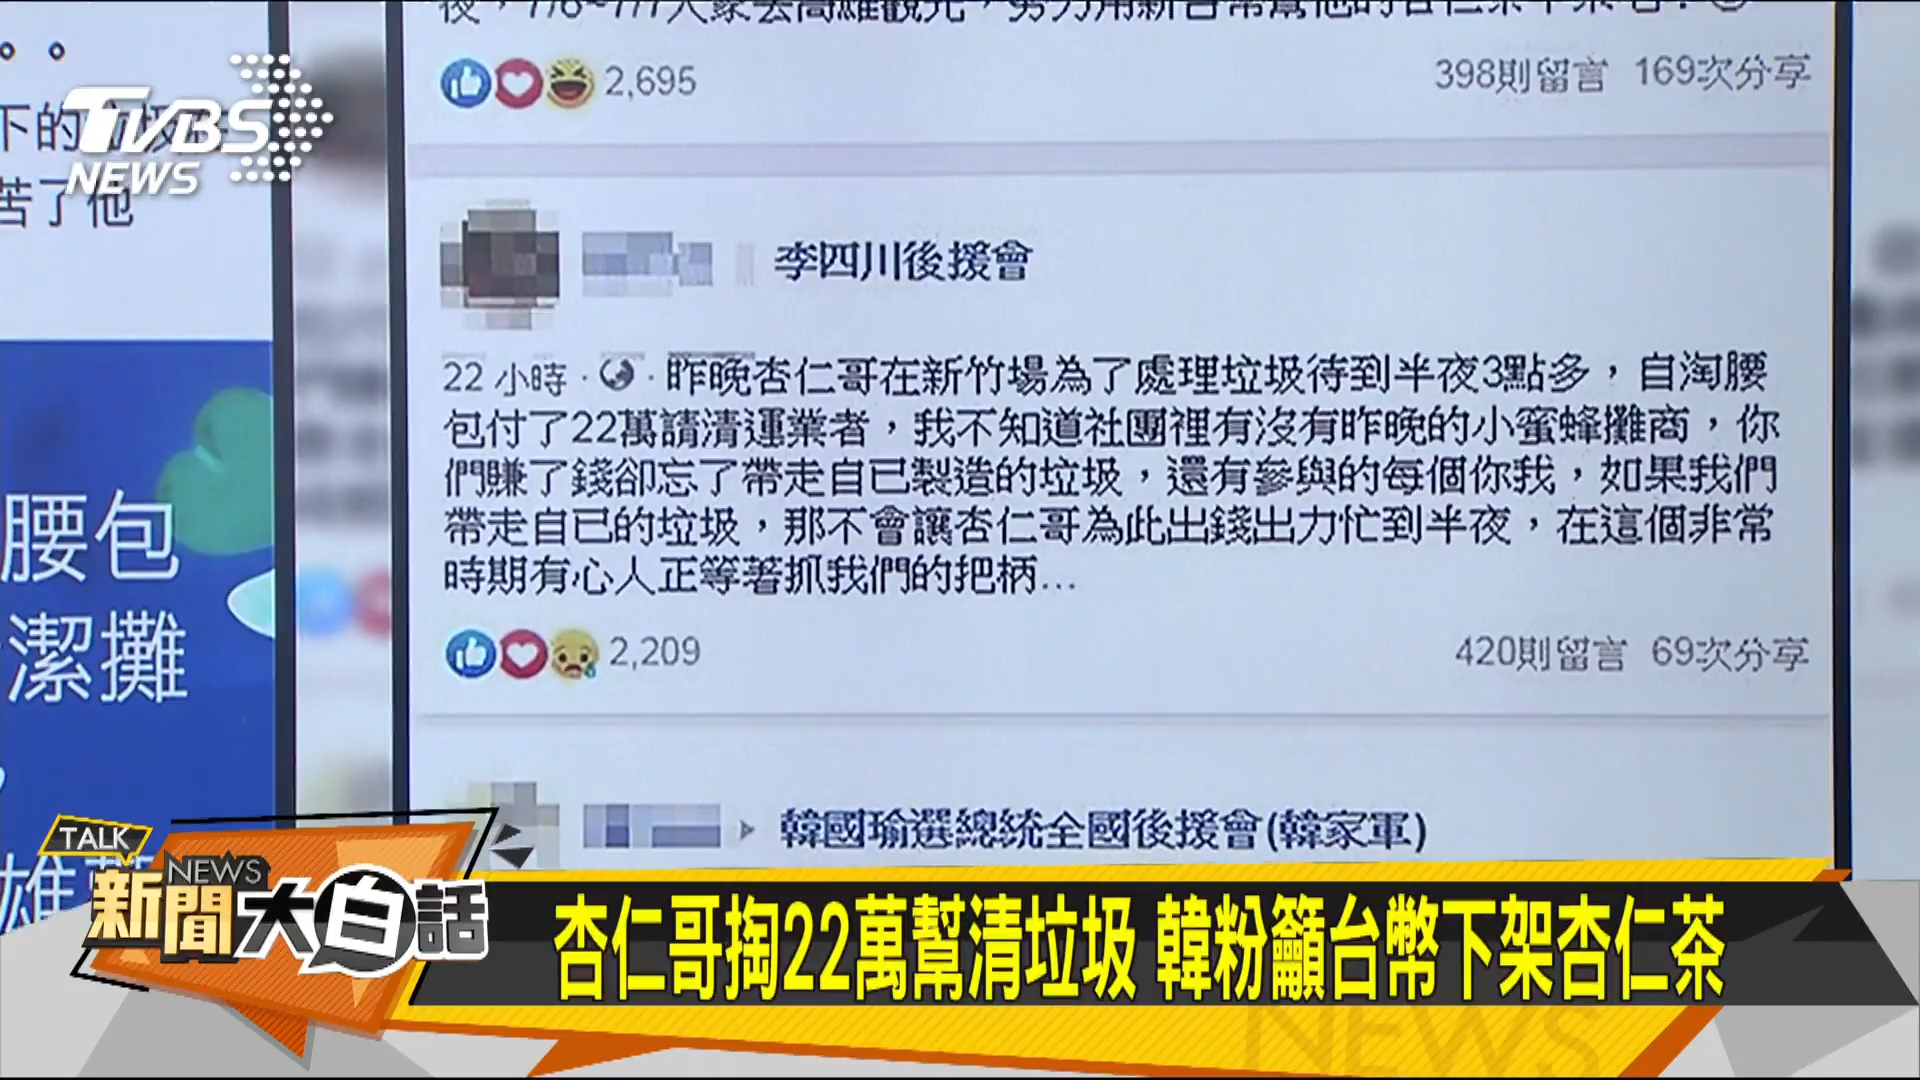 TVBS
NEWS
下的
苦了他
腰包
潔攤
2,695
398則留言 169次分享
李四川後援會
22 小時 · 昨晚杏仁哥在新竹場為了處理垃圾待到半夜3點多，自淘腰
包付了22萬請清運業者，我不知道社團裡有沒有昨晚的小蜜蜂攤商，你
們賺了錢卻忘了帶走自己製造的垃圾，還有參與的每個你我，如果我們
帶走自已的垃圾，那不會讓杏仁哥為此出錢出力忙到半夜，在這個非常
時期有心人正等著抓我們的把柄...
2,209
420則留言 69次分享
韓國瑜選總統全國後援會(韓家軍)
TALK
NEWS
新聞大白話
杏仁哥掏22萬幫清垃圾 韓粉籲台幣下架杏仁茶
NEWS